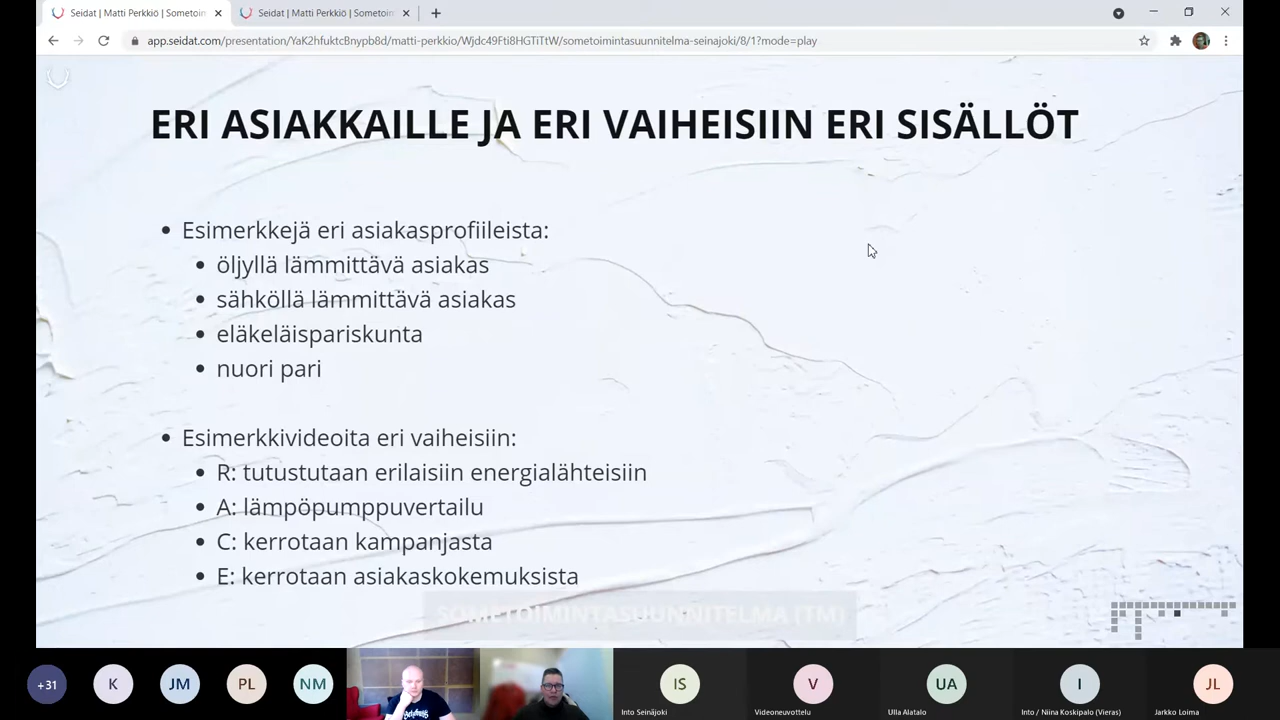 Seidat | Matti Perkkiö | Sometoim
Seidat | Matti Perkkiö | Sometoim
app.seidat.com/presentation/YaK2hfuktcBnypb8d/matti-perkkio/Wjdc49Fti8HGTiTtW/sometoimintasuunnitelma-seinajoki/8/1?mode=play
ERI ASIAKKAILLE JA ERI VAIHEISIIN ERI SISÄLLÖT
• Esimerkkejä eri asiakasprofiileista:
• öljyllä lämmittävä asiakas
• sähköllä lämmittävä asiakas
• eläkeläispariskunta
• nuori pari
• Esimerkkivideoita eri vaiheisiin:
• R: tutustutaan erilaisiin energialähteisiin
• A: lämpöpumppuvertailu
• C: kerrotaan kampanjasta
• E: kerrotaan asiakaskokemuksista
SOMETOIMINTASUUNNITELMA (TM)
+31
K
JM
PL
NM
IS
V
UA
I
JL
Into Seinäjoki
Videoneuvottelu
Ulla Alatalo
Into / Niina Koskipalo (Vieras)
Jarkko Loima